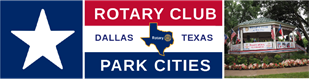 ROTARY CLUB
DALLAS TEXAS
Rotary
PARK CITIES